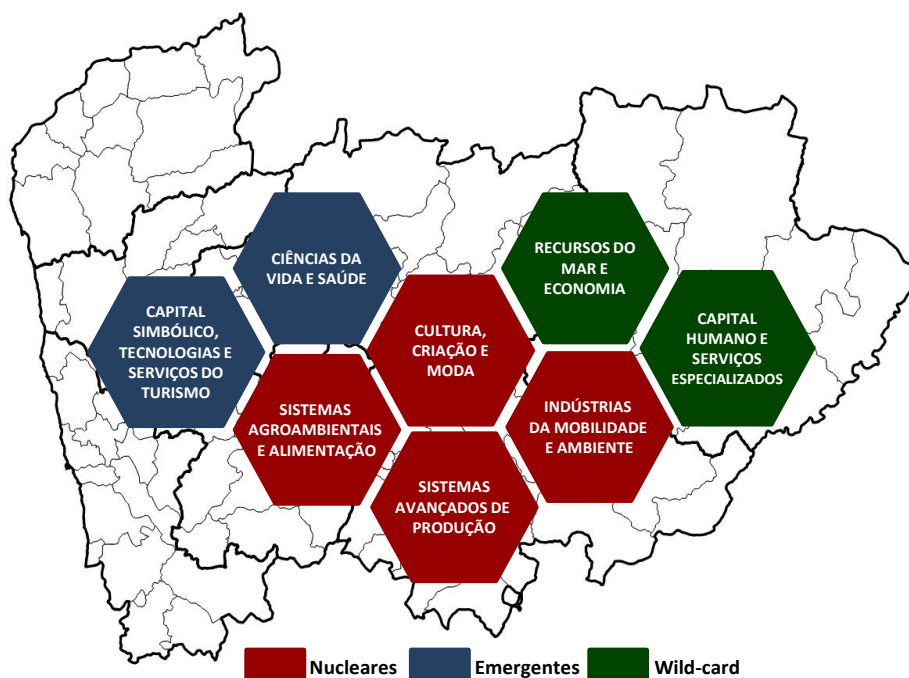 CIÊNCIAS DA
VIDA E SAÚDE
RECURSOS DO
MAR E
ECONOMIA
CAPITAL
SIMBÓLICO,
TECNOLOGIAS E
SERVIÇOS DO
TURISMO
CULTURA,
CRIAÇÃO E
MODA
CAPITAL
HUMANO E
SERVIÇOS
ESPECIALIZADOS
SISTEMAS
AGROAMBIENTAIS
E ALIMENTAÇÃO
INDÚSTRIAS
DA MOBILIDADE
E AMBIENTE
SISTEMAS
AVANÇADOS DE
PRODUÇÃO
Nucleares
Emergentes
Wild-card